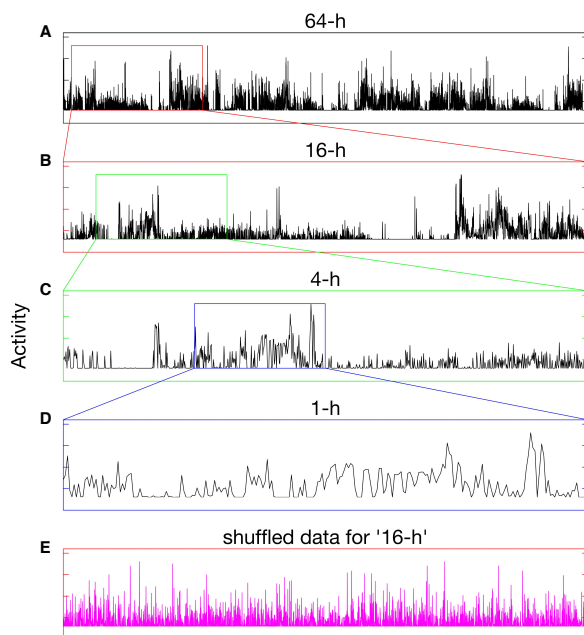 A
64-h
B
16-h
C
4-h
Activity
D
1-h
E
shuffled data for '16-h'